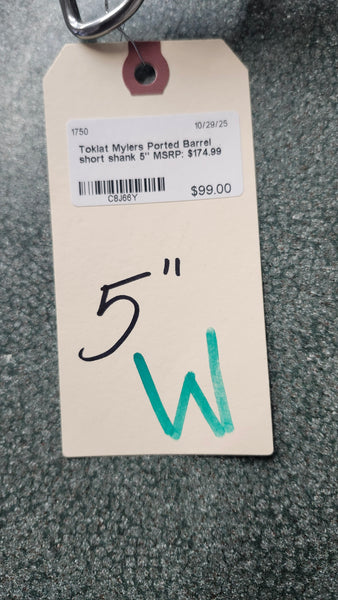 1750 10/29/25
Toklat Mylers Ported Barrel
short shank 5" MSRP: $174.99
C8J66Y $99.00
5"
W